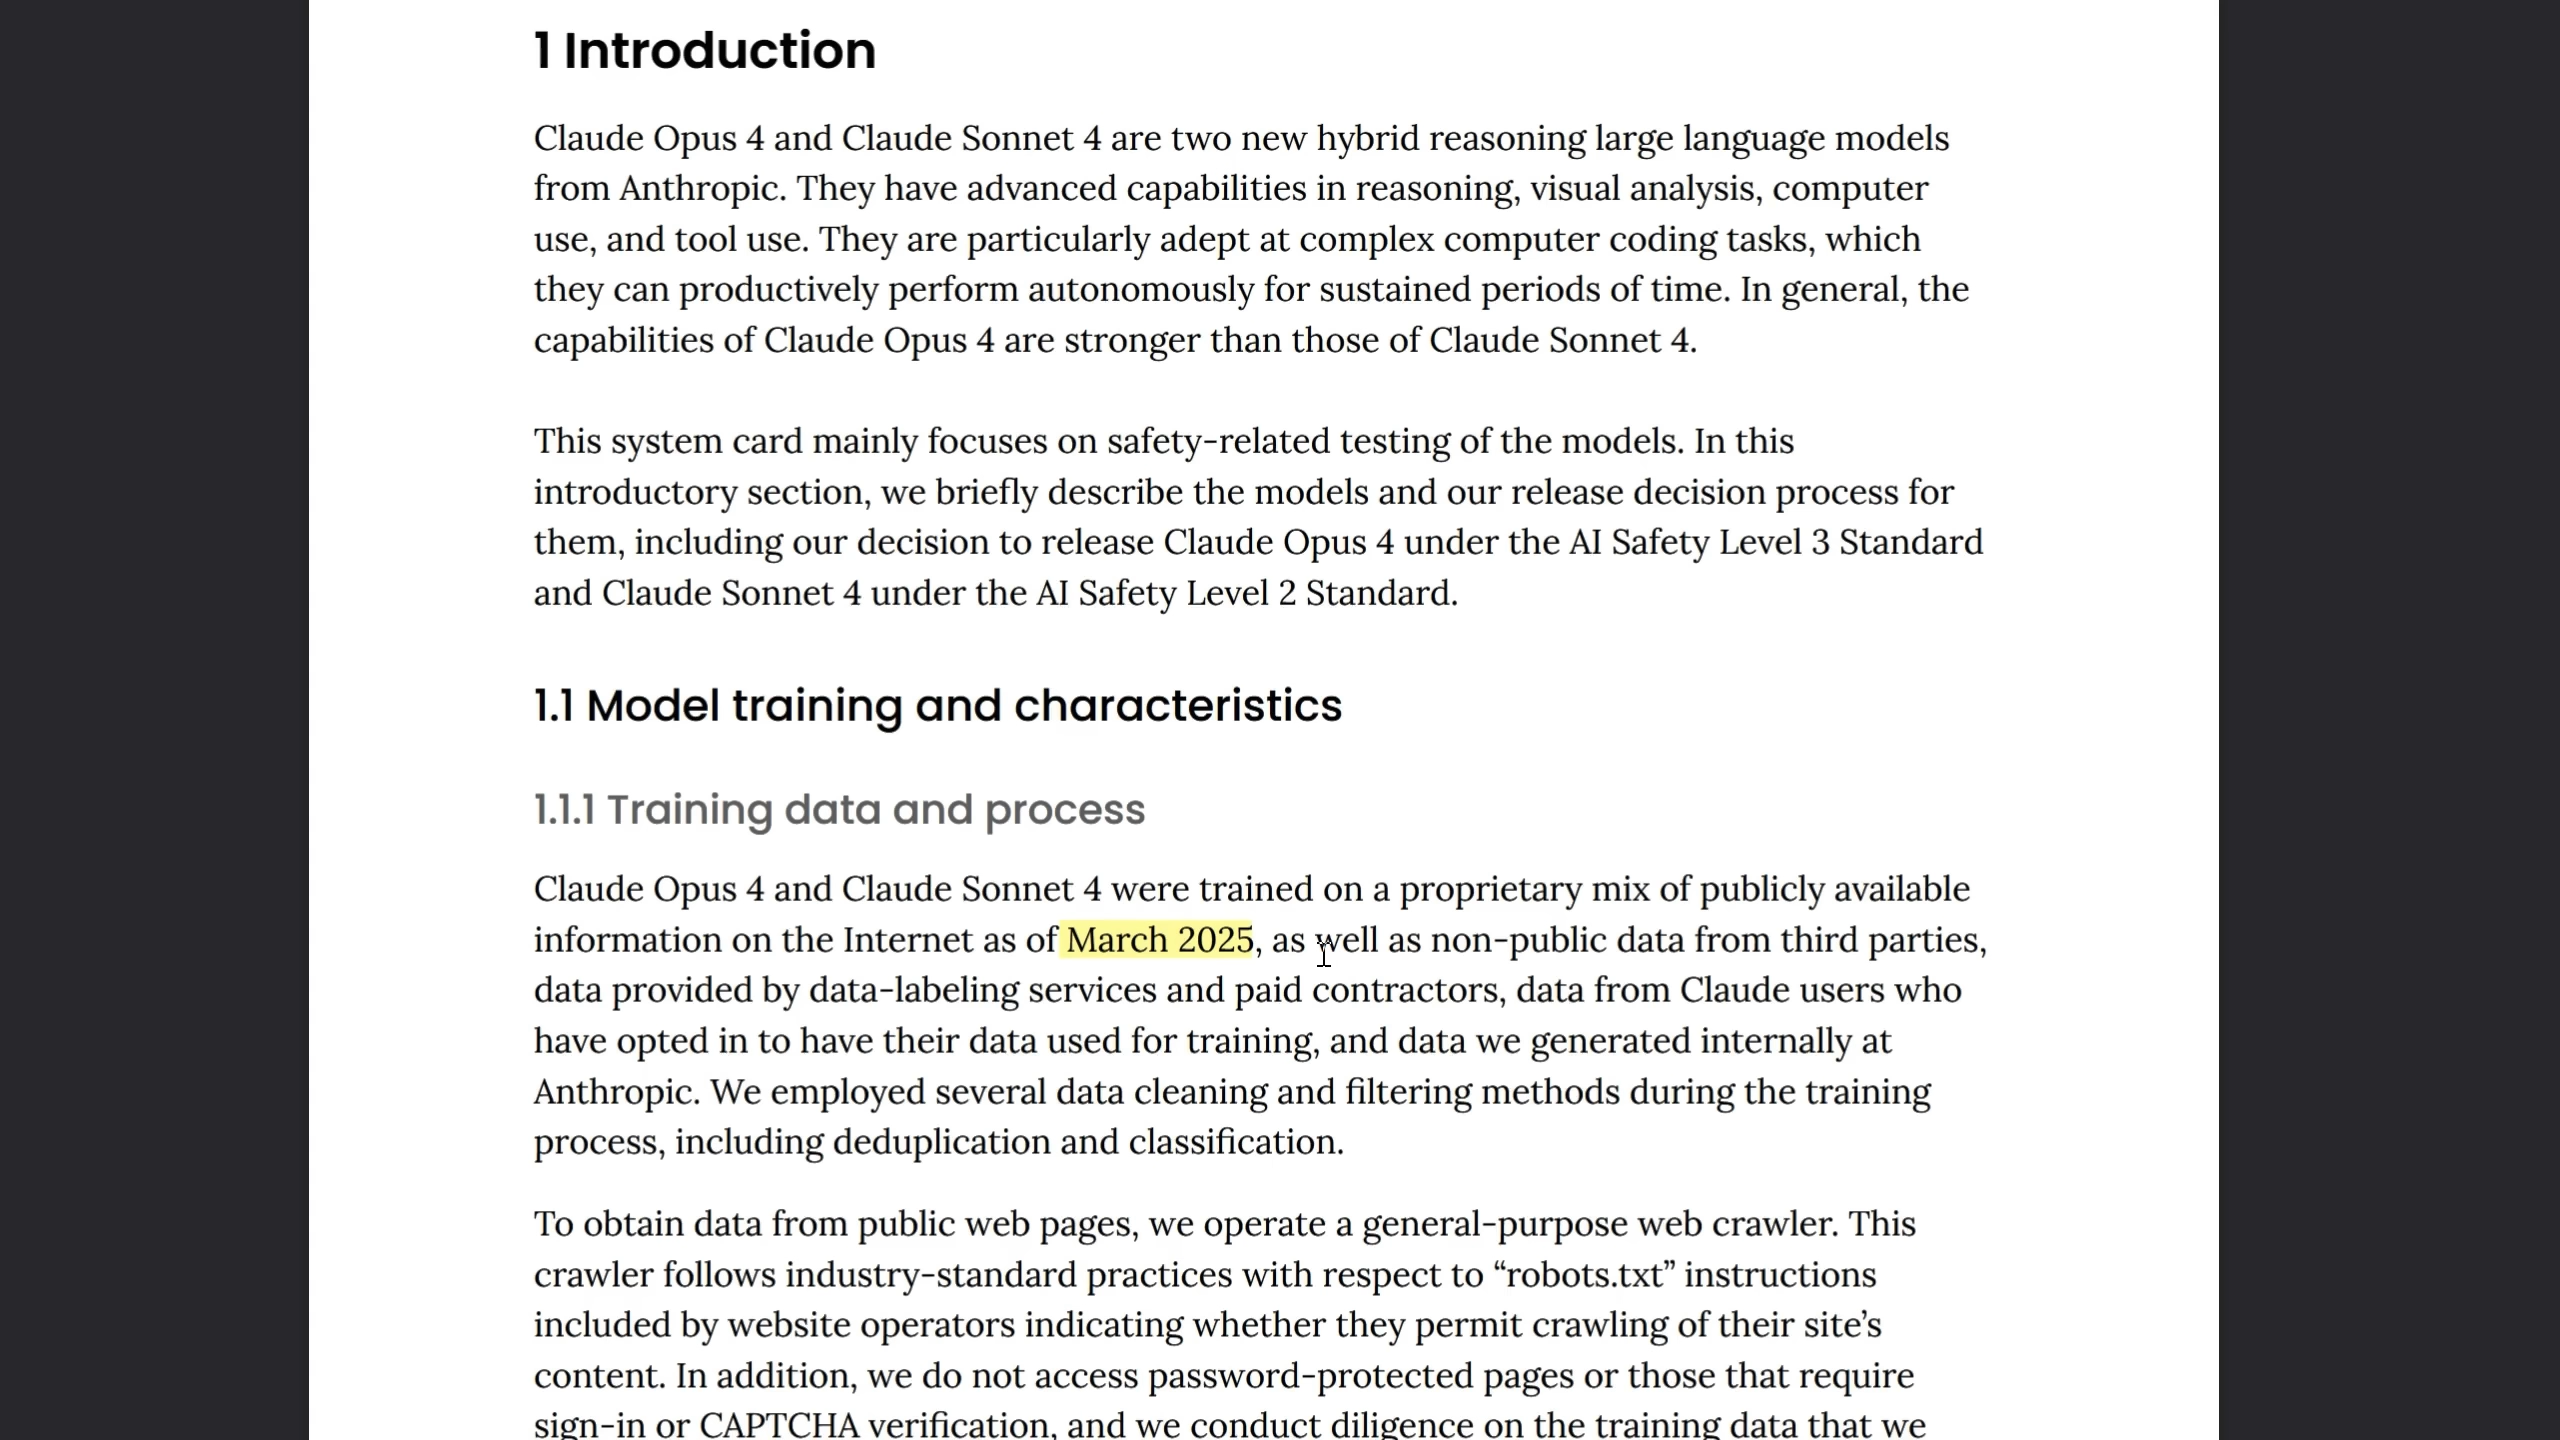 1 Introduction
Claude Opus 4 and Claude Sonnet 4 are two new hybrid reasoning large language models
from Anthropic. They have advanced capabilities in reasoning, visual analysis, computer
use, and tool use. They are particularly adept at complex computer coding tasks, which
they can productively perform autonomously for sustained periods of time. In general, the
capabilities of Claude Opus 4 are stronger than those of Claude Sonnet 4.
This system card mainly focuses on safety-related testing of the models. In this
introductory section, we briefly describe the models and our release decision process for
them, including our decision to release Claude Opus 4 under the AI Safety Level 3 Standard
and Claude Sonnet 4 under the AI Safety Level 2 Standard.
1.1 Model training and characteristics
1.1.1 Training data and process
Claude Opus 4 and Claude Sonnet 4 were trained on a proprietary mix of publicly available
information on the Internet as of March 2025, as well as non-public data from third parties,
data provided by data-labeling services and paid contractors, data from Claude users who
have opted in to have their data used for training, and data we generated internally at
Anthropic. We employed several data cleaning and filtering methods during the training
process, including deduplication and classification.
To obtain data from public web pages, we operate a general-purpose web crawler. This
crawler follows industry-standard practices with respect to “robots.txt” instructions
included by website operators indicating whether they permit crawling of their site’s
content. In addition, we do not access password-protected pages or those that require
sign-in or CAPTCHA verification, and we conduct diligence on the training data that we